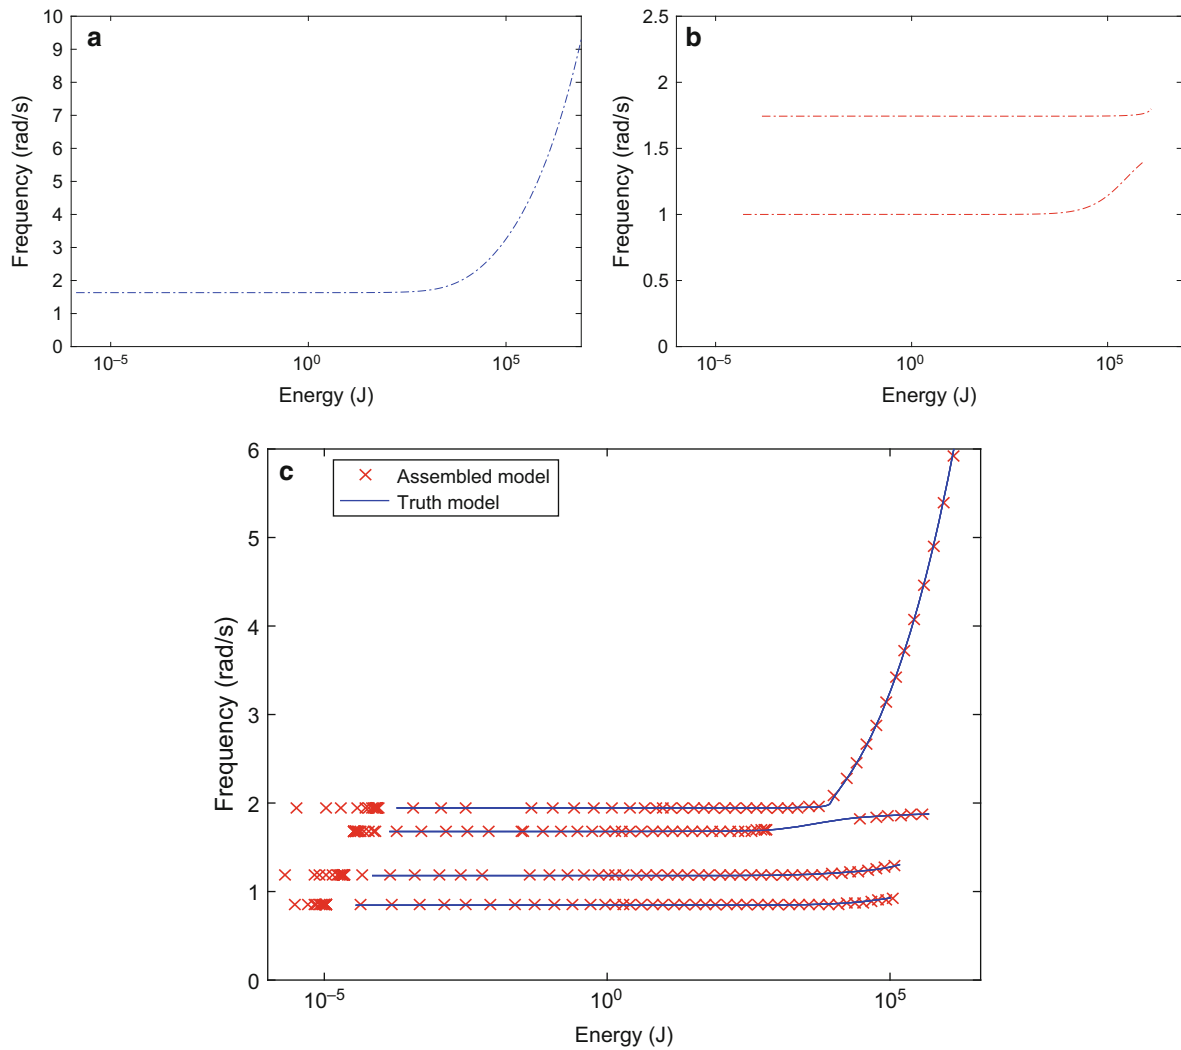 a
10
9
8
7
6
5
4
3
2
1
0
Frequency (rad/s)
10⁻⁵ 10⁰ 10⁵
Energy (J)
b
2.5
2
1.5
1
0.5
0
Frequency (rad/s)
10⁻⁵ 10⁰ 10⁵
Energy (J)
c
Assembled model
Truth model
6
5
4
3
2
1
0
Frequency (rad/s)
10⁻⁵ 10⁰ 10⁵
Energy (J)